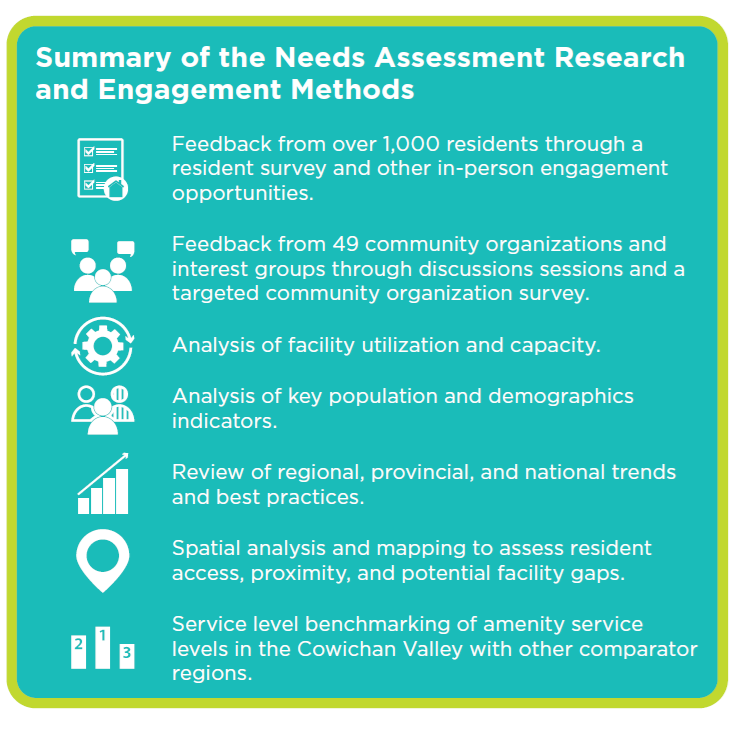 Summary of the Needs Assessment Research
and Engagement Methods
Feedback from over 1,000 residents through a
resident survey and other in-person engagement
opportunities.
Feedback from 49 community organizations and
interest groups through discussions sessions and a
targeted community organization survey.
Analysis of facility utilization and capacity.
Analysis of key population and demographics
indicators.
Review of regional, provincial, and national trends
and best practices.
Spatial analysis and mapping to assess resident
access, proximity, and potential facility gaps.
2 1 3
Service level benchmarking of amenity service
levels in the Cowichan Valley with other comparator
regions.